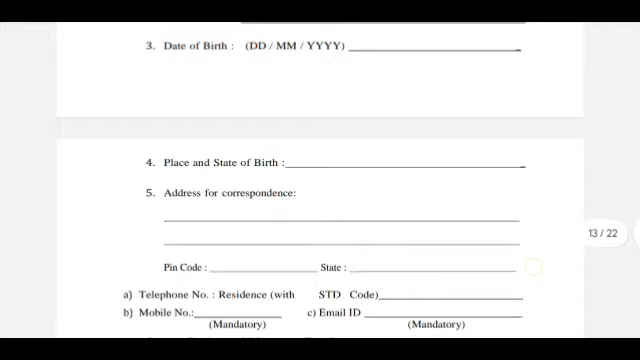 3. Date of Birth : (DD / MM / YYYY)
4. Place and State of Birth :
5. Address for correspondence:
Pin Code : State :
a) Telephone No. : Residence (with STD Code)
b) Mobile No.: c) Email ID
(Mandatory) (Mandatory)
13 / 22